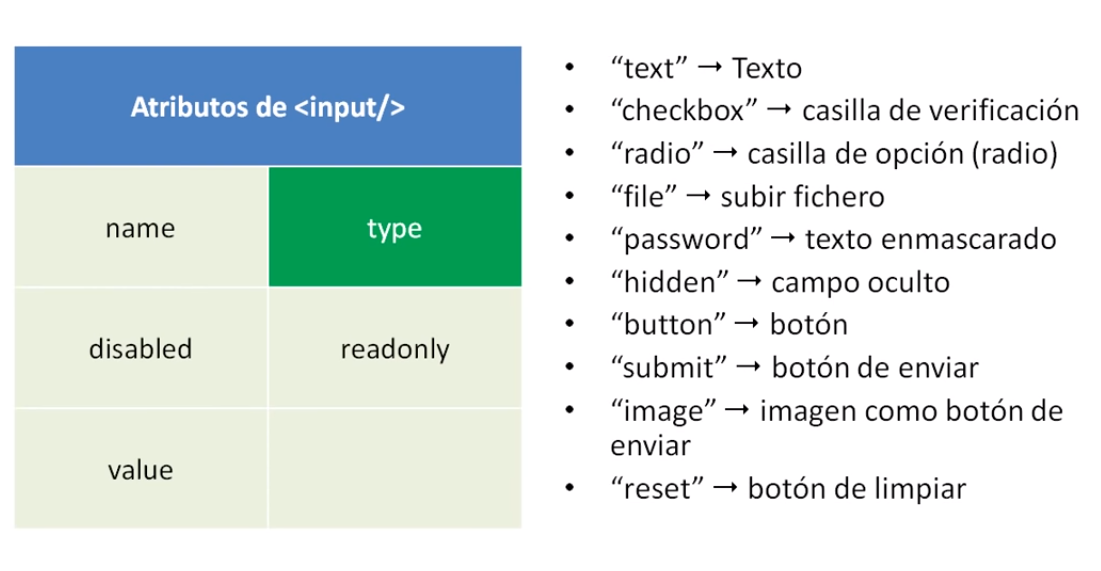 Atributos de <input/>
name
type
disabled
readonly
value
• “text” → Texto
• “checkbox” → casilla de verificación
• “radio” → casilla de opción (radio)
• “file” → subir fichero
• “password” → texto enmascarado
• “hidden” → campo oculto
• “button” → botón
• “submit” → botón de enviar
• “image” → imagen como botón de
enviar
• “reset” → botón de limpiar